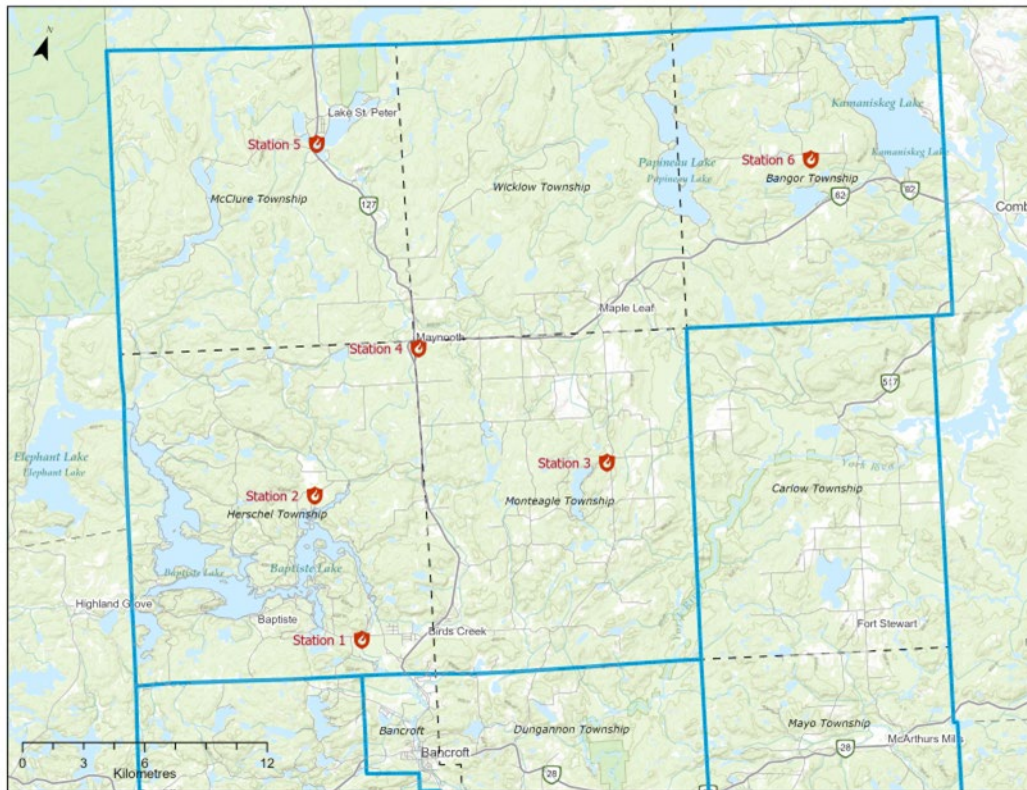 N
Lake St. Peter
Kamaniskeg Lake
Station 5
Kamaniskeg Lake
Papineau Lake
Station 6
Papineau Lake
Bangor Township
Wicklow Township
McClure Township
62
62
127
Comb
Maple Leaf
Maynooth
Station 4
517
Elephant Lake
Elephant Lake
Station 3
York River
Carlow Township
Station 2
Monteagle Township
Herschel Township
Baptiste Lake
Baptiste Lake
Highland Grove
Baptiste
Fort Stewart
Birds Creek
Station 1
Bancroft
Dungannon Township
Mayo Township
McArthurs Mills
Bancroft
28
28
0 3 6 12
Kilometres